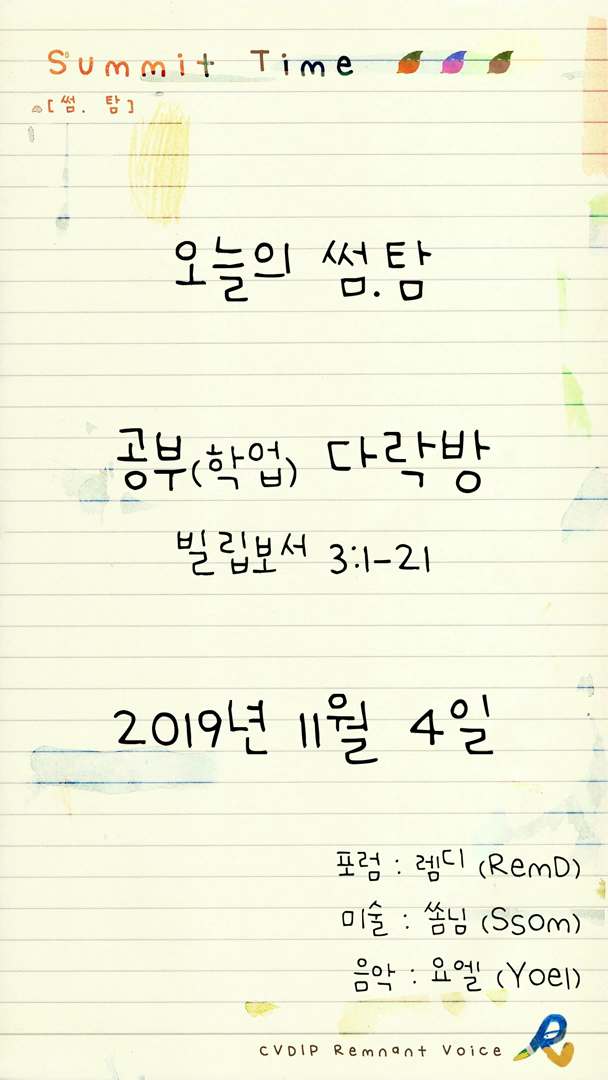 Summit Time
[썸. 탐]
오늘의 썸.탐
공부(학업) 다락방
빌립보서 3:1-21
2019년 11월 4일
포럼 : 렘디 (RemD)
미술 : 쏨님 (Ssom)
음악 : 요엘 (Yoel)
CVDIP Remnant Voice